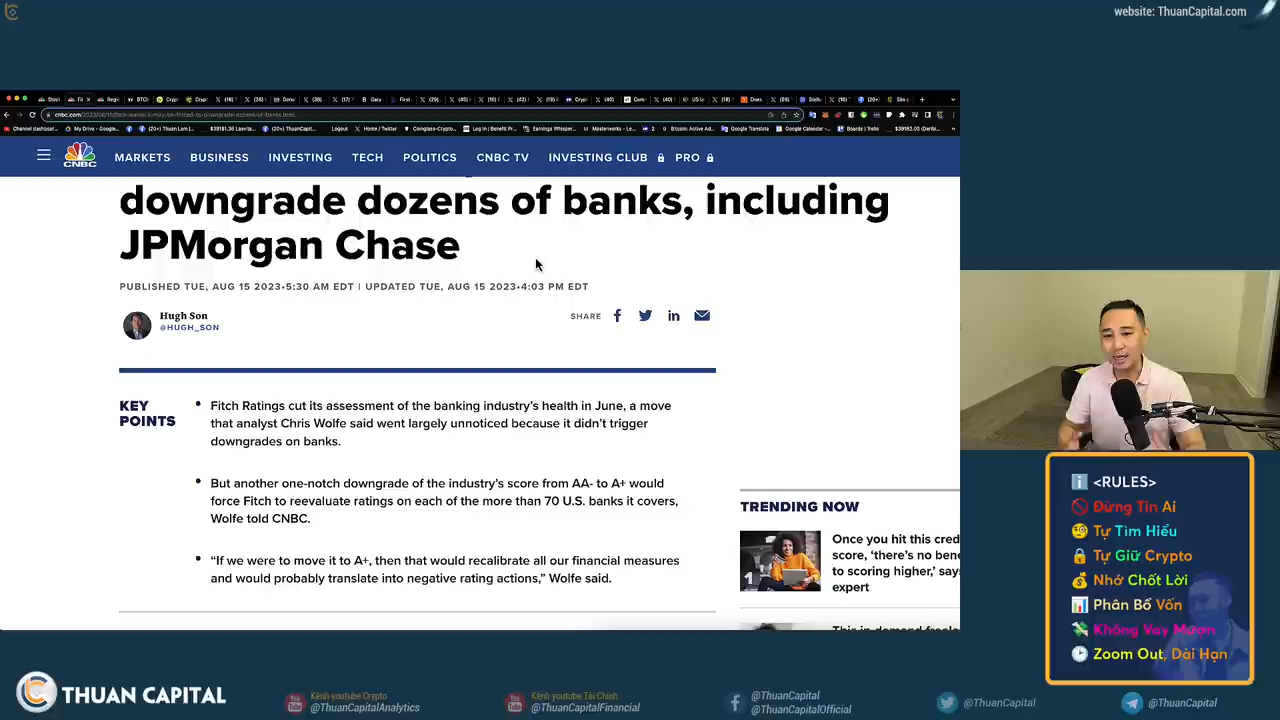 website: ThuanCapital.com
MARKETS BUSINESS INVESTING TECH POLITICS CNBC TV INVESTING CLUB PRO
CNBC
downgrade dozens of banks, including
JPMorgan Chase
PUBLISHED TUE, AUG 15 2023•5:30 AM EDT | UPDATED TUE, AUG 15 2023•4:03 PM EDT
Hugh Son
@HUGH_SON
SHARE
KEY
POINTS
• Fitch Ratings cut its assessment of the banking industry's health in June, a move
that analyst Chris Wolfe said went largely unnoticed because it didn't trigger
downgrades on banks.
• But another one-notch downgrade of the industry's score from AA- to A+ would
force Fitch to reevaluate ratings on each of the more than 70 U.S. banks it covers,
Wolfe told CNBC.
• “If we were to move it to A+, then that would recalibrate all our financial measures
and would probably translate into negative rating actions,” Wolfe said.
TRENDING NOW
Once you hit this cred
score, ‘there's no bene
to scoring higher,’ say
expert
<RULES>
Đừng Tin Ai
Tự Tìm Hiểu
Tự Giữ Crypto
Nhớ Chốt Lời
Phân Bổ Vốn
Không Vay Mượn
Zoom Out, Dài Hạn
THUAN CAPITAL
Kênh youtube Crypto
@ThuanCapitalAnalytics
Kênh youtube Tài Chính
@ThuanCapitalFinancial
@ThuanCapital
@ThuanCapitalOfficial
@ThuanCapital
@ThuanCapital